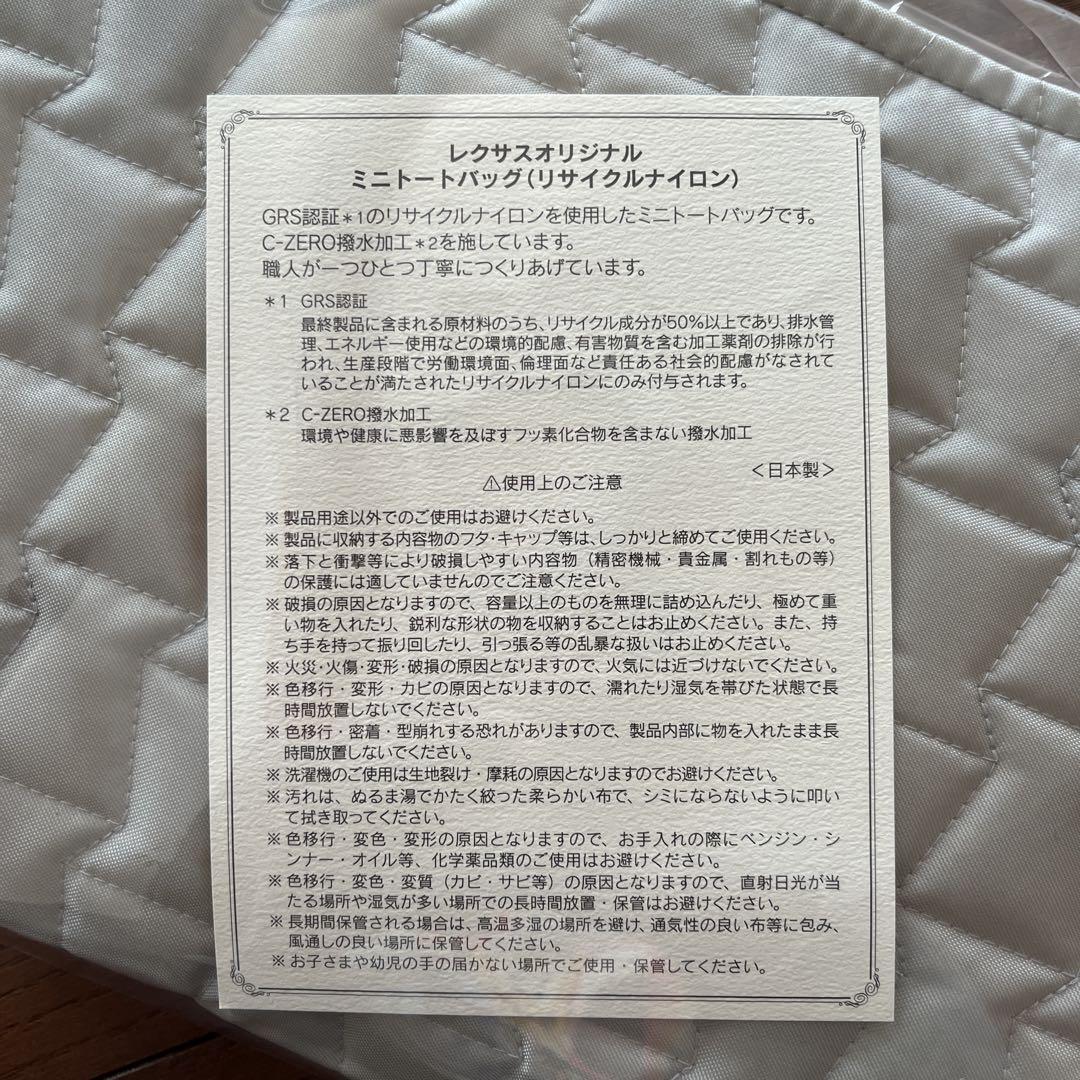 レクサスオリジナル
ミニトートバッグ(リサイクルナイロン)
GRS認証＊1のリサイクルナイロンを使用したミニトートバッグです。
C-ZERO撥水加工＊2を施しています。
職人が一つひとつ丁寧につくりあげています。
＊1 GRS認証
最終製品に含まれる原材料のうち、リサイクル成分が50%以上であり、排水管
理、エネルギー使用などの環境的配慮、有害物質を含む加工薬剤の排除が行
われ、生産段階で労働環境面、倫理面など責任ある社会的配慮がなされて
いることが満たされたリサイクルナイロンにのみ付与されます。
＊2 C-ZERO撥水加工
環境や健康に悪影響を及ぼすフッ素化合物を含まない撥水加工
＜日本製＞
⚠使用上のご注意
※製品用途以外でのご使用はお避けください。
※製品に収納する内容物のフタ・キャップ等は、しっかりと締めてご使用ください。
※落下と衝撃等により破損しやすい内容物（精密機械・貴金属・割れもの等）
の保護には適していませんのでご注意ください。
※破損の原因となりますので、容量以上のものを無理に詰め込んだり、極めて重
い物を入れたり、鋭利な形状の物を収納することはお止めください。また、持
ち手を持って振り回したり、引っ張る等の乱暴な扱いはお止めください。
※火災・火傷・変形・破損の原因となりますので、火気には近づけないでください。
※色移行・変形・カビの原因となりますので、濡れたり湿気を帯びた状態で長
時間放置しないでください。
※色移行・密着・型崩れする恐れがありますので、製品内部に物を入れたまま長
時間放置しないでください。
※洗濯機のご使用は生地裂け・摩耗の原因となりますのでお避けください。
※汚れは、ぬるま湯でかたく絞った柔らかい布で、シミにならないように叩い
て拭き取ってください。
※色移行・変色・変形の原因となりますので、お手入れの際にベンジン・シ
ンナー・オイル等、化学薬品類のご使用はお避けください。
※色移行・変色・変質（カビ・サビ等）の原因となりますので、直射日光が当
たる場所や湿気が多い場所での長時間放置・保管はお避けください。
※長期間保管される場合は、高温多湿の場所を避け、通気性の良い布等に包み、
風通しの良い場所に保管してください。
※お子さまや幼児の手の届かない場所でご使用・保管してください。